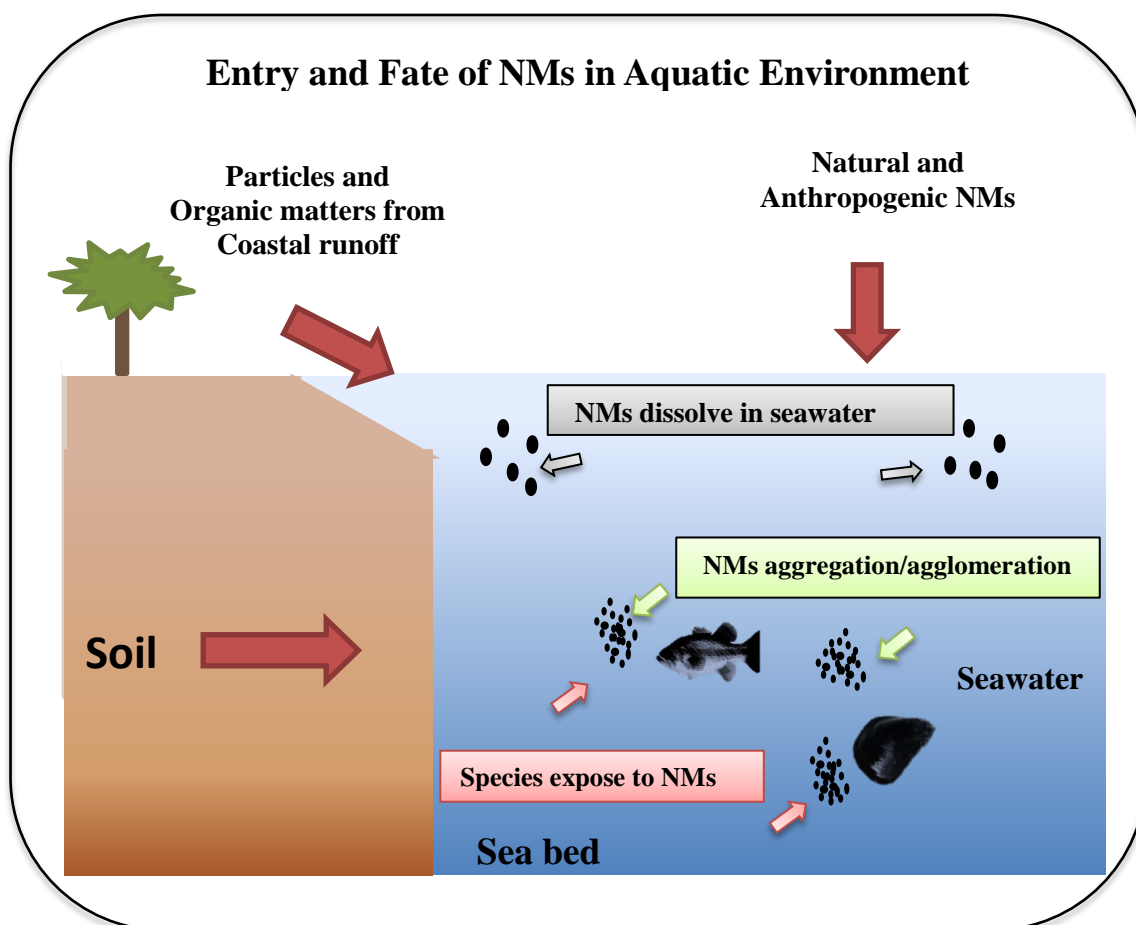 Entry and Fate of NMs in Aquatic Environment
Particles and
Organic matters from
Coastal runoff
Natural and
Anthropogenic NMs
NMs dissolve in seawater
NMs aggregation/agglomeration
Soil
Seawater
Species expose to NMs
Sea bed